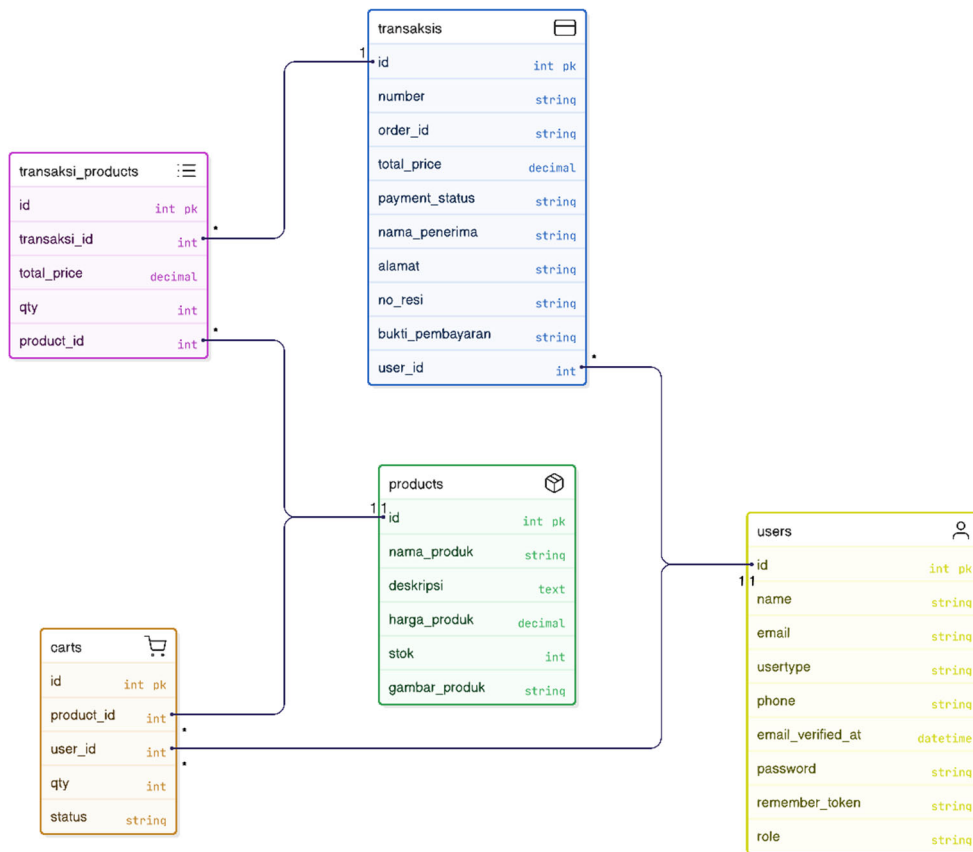 transaksis
1
id int pk
number string
order_id string
total_price decimal
payment_status string
nama_penerima string
alamat string
no_resi string
bukti_pembayaran string
user_id int
*
transaksi_products
id int pk
transaksi_id int
*
total_price decimal
qty int
product_id int
*
products
1 1
id int pk
nama_produk string
deskripsi text
harga_produk decimal
stok int
gambar_produk string
users
id int pk
1 1
name string
email string
usertype string
phone string
email_verified_at datetime
password string
remember_token string
role string
carts
id int pk
product_id int
*
user_id int
*
qty int
status string